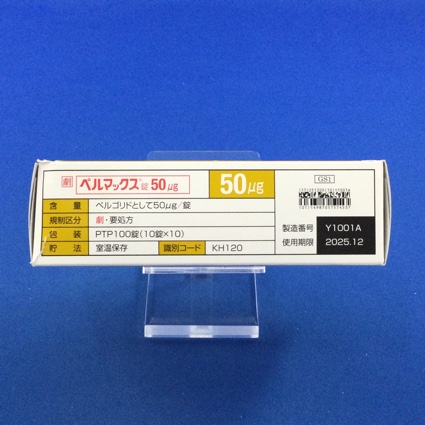 劇 ペルマックス®錠50μg
50μg
GS1
含量 ペルゴリドとして50μg/錠
規制区分 劇・要処方
包装 PTP100錠(10錠×10)
貯法 室温保存 識別コード KH120
製造番号 Y1001A
使用期限 2025.12